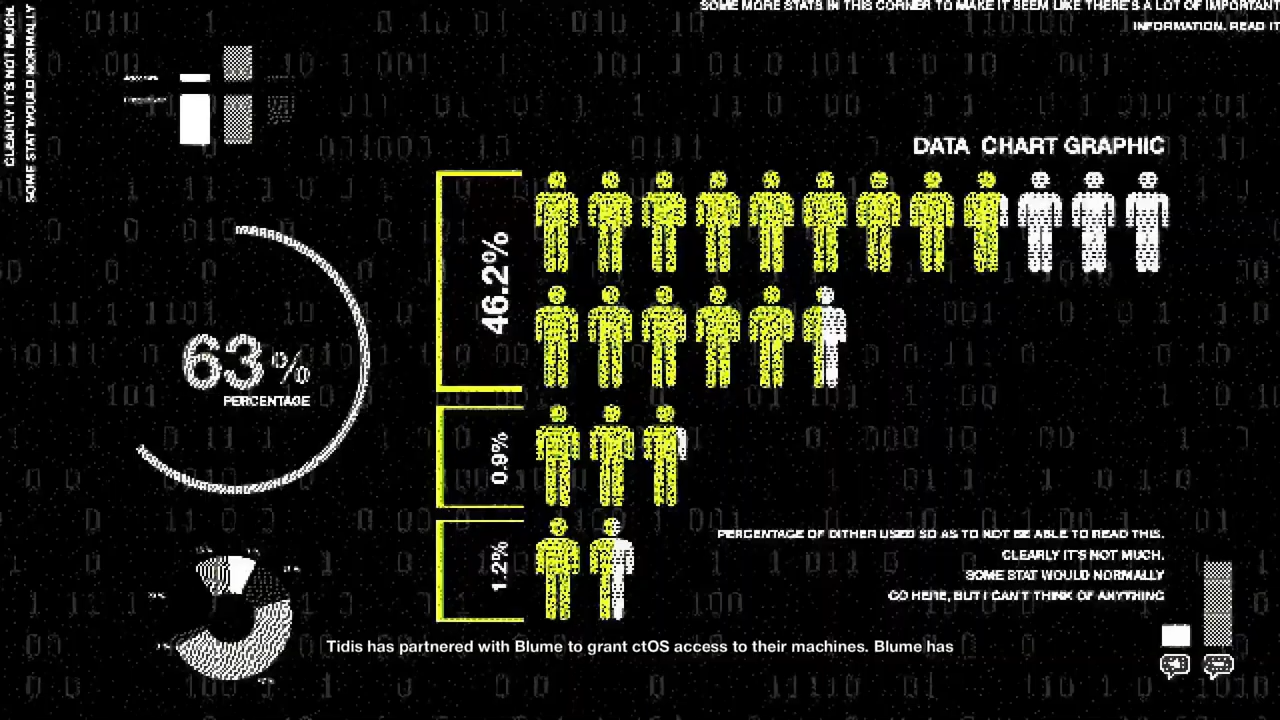 SOME MORE STATS IN THIS CORNER TO MAKE IT SEEM LIKE THERE'S A LOT OF IMPORTANT
INFORMATION. READ IT
CLEARLY IT'S NOT MUCH.
SOME STAT WOULD NORMALLY
DATA CHART GRAPHIC
46.2%
63%
PERCENTAGE
0.9%
1.2%
PERCENTAGE OF DITHER USED SO AS TO NOT BE ABLE TO READ THIS.
CLEARLY IT'S NOT MUCH.
SOME STAT WOULD NORMALLY
GO HERE, BUT I CAN'T THINK OF ANYTHING
Tidis has partnered with Blume to grant ctOS access to their machines. Blume has